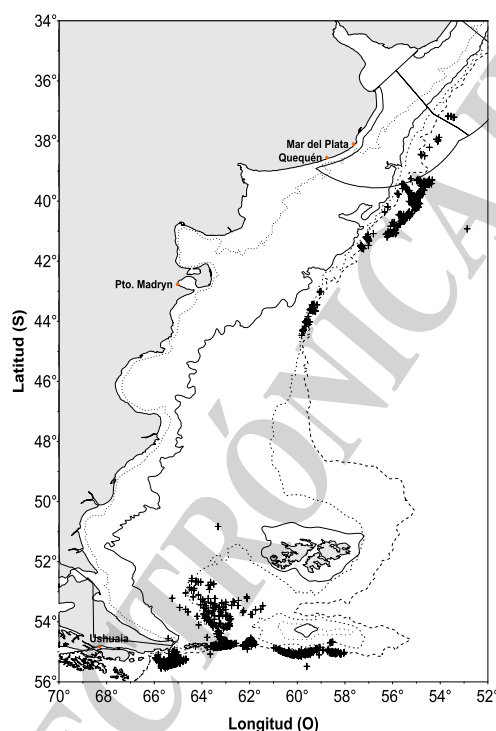 34°
36°
38°
40°
42°
44°
46°
48°
50°
52°
54°
56°
Latitud (S)
Mar del Plata
Quequén
Pto. Madryn
Ushuaia
70° 68° 66° 64° 62° 60° 58° 56° 54° 52°
Longitud (O)
ECTRÓNICA